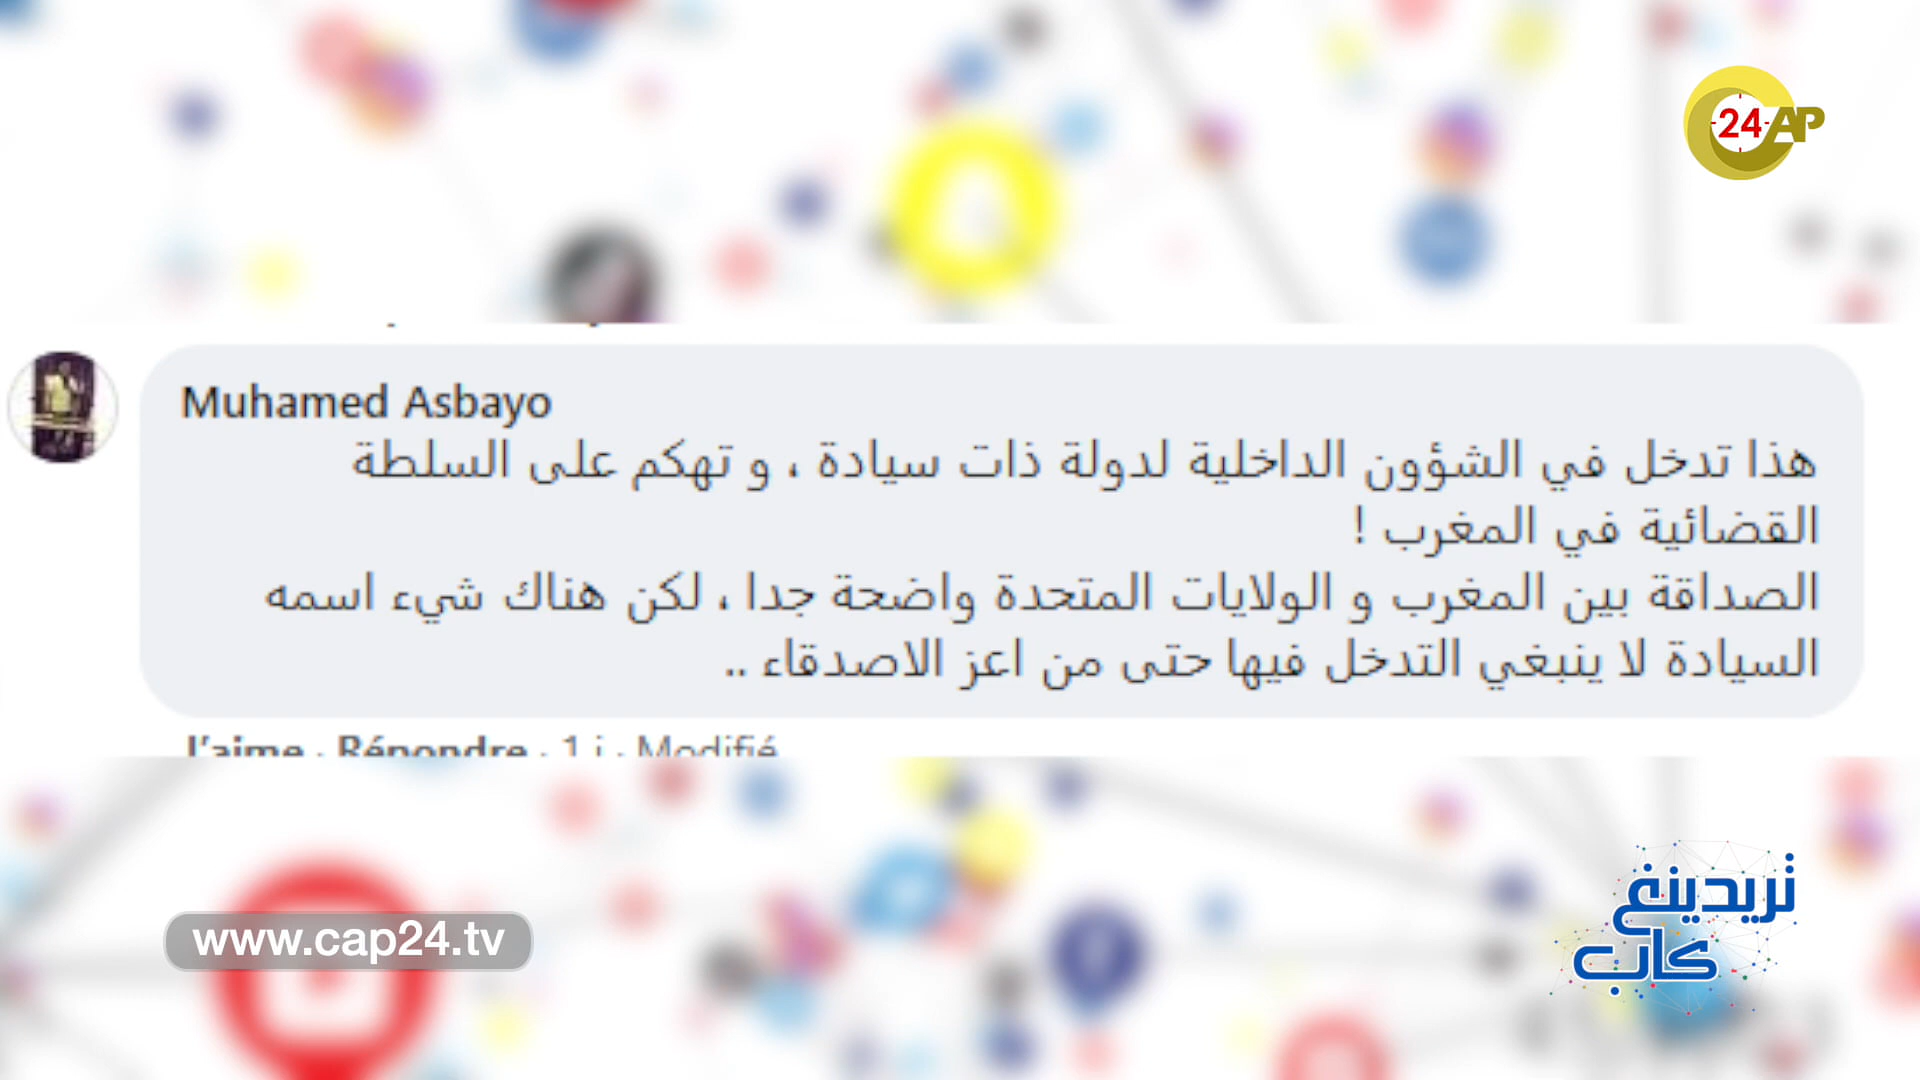 24 AP
Muhamed Asbayo
هذا تدخل في الشؤون الداخلية لدولة ذات سيادة ، و تهكم على السلطة
القضائية في المغرب !
الصداقة بين المغرب و الولايات المتحدة واضحة جدا ، لكن هناك شيء اسمه
السيادة لا ينبغي التدخل فيها حتى من اعز الاصدقاء ..
J'aime · Répondre · 1 j · Modifié
www.cap24.tv
تريدينغ
كاب